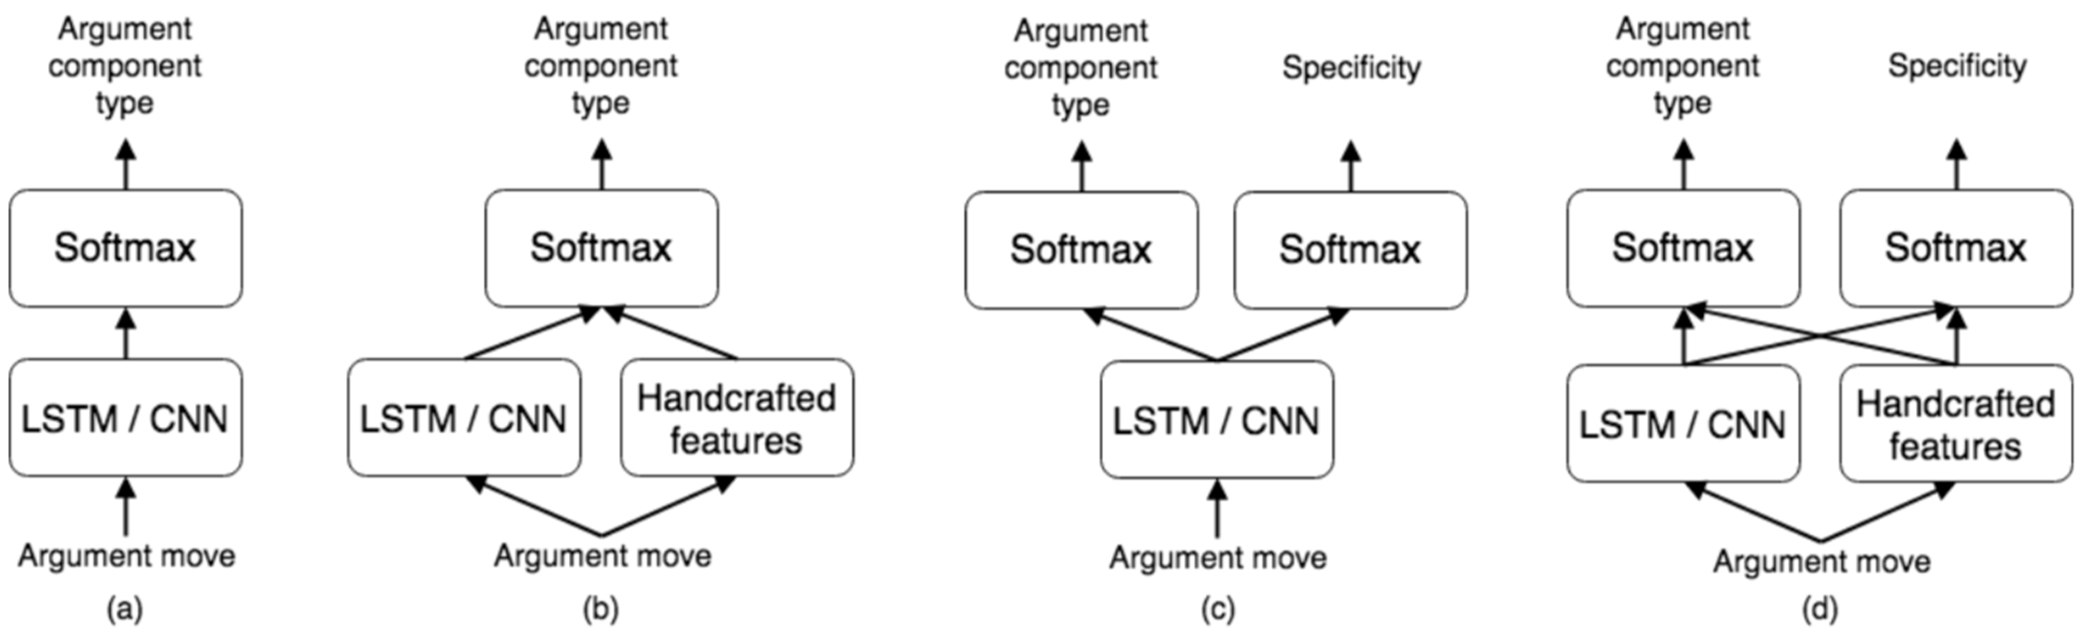 Argument
component
type
Softmax
LSTM / CNN
Argument move
(a)
Argument
component
type
Softmax
LSTM / CNN
Handcrafted
features
Argument move
(b)
Argument
component
type
Specificity
Softmax
Softmax
LSTM / CNN
Argument move
(c)
Argument
component
type
Specificity
Softmax
Softmax
LSTM / CNN
Handcrafted
features
Argument move
(d)